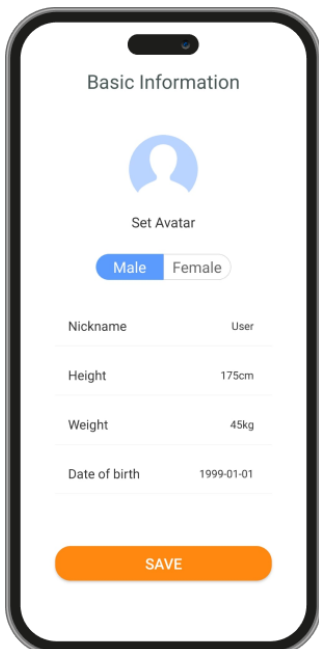 Basic Information
Set Avatar
Male Female
Nickname User
Height 175cm
Weight 45kg
Date of birth 1999-01-01
SAVE